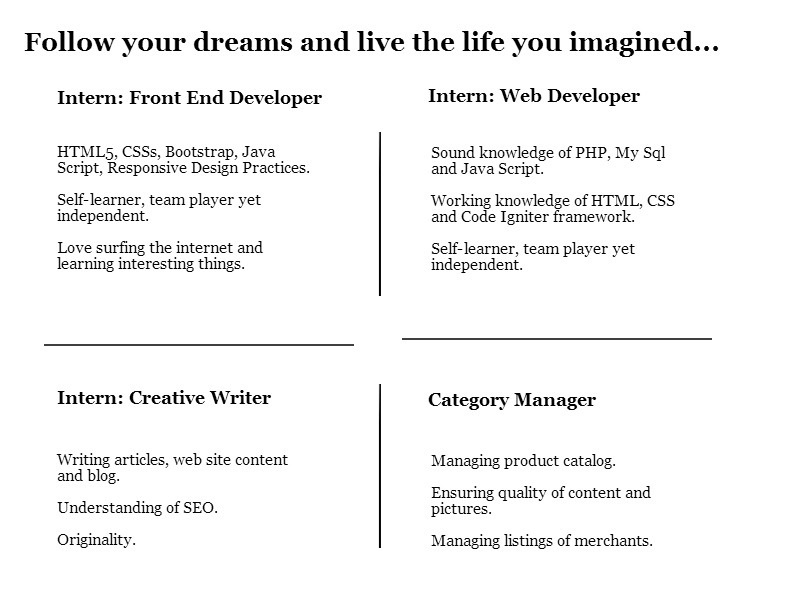 Follow your dreams and live the life you imagined...
Intern: Front End Developer
HTML5, CSSs, Bootstrap, Java
Script, Responsive Design Practices.
Self-learner, team player yet
independent.
Love surfing the internet and
learning interesting things.
Intern: Web Developer
Sound knowledge of PHP, My Sql
and Java Script.
Working knowledge of HTML, CSS
and Code Igniter framework.
Self-learner, team player yet
independent.
Intern: Creative Writer
Writing articles, web site content
and blog.
Understanding of SEO.
Originality.
Category Manager
Managing product catalog.
Ensuring quality of content and
pictures.
Managing listings of merchants.